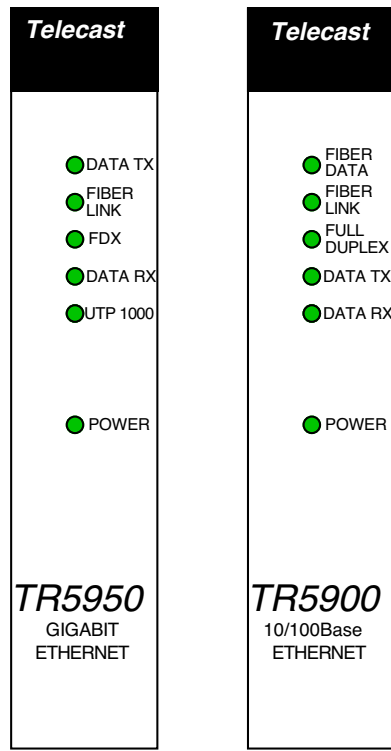 Telecast
DATA TX
FIBER
LINK
FDX
DATA RX
UTP 1000
POWER
TR5950
GIGABIT
ETHERNET
Telecast
FIBER
DATA
FIBER
LINK
FULL
DUPLEX
DATA TX
DATA RX
POWER
TR5900
10/100Base
ETHERNET